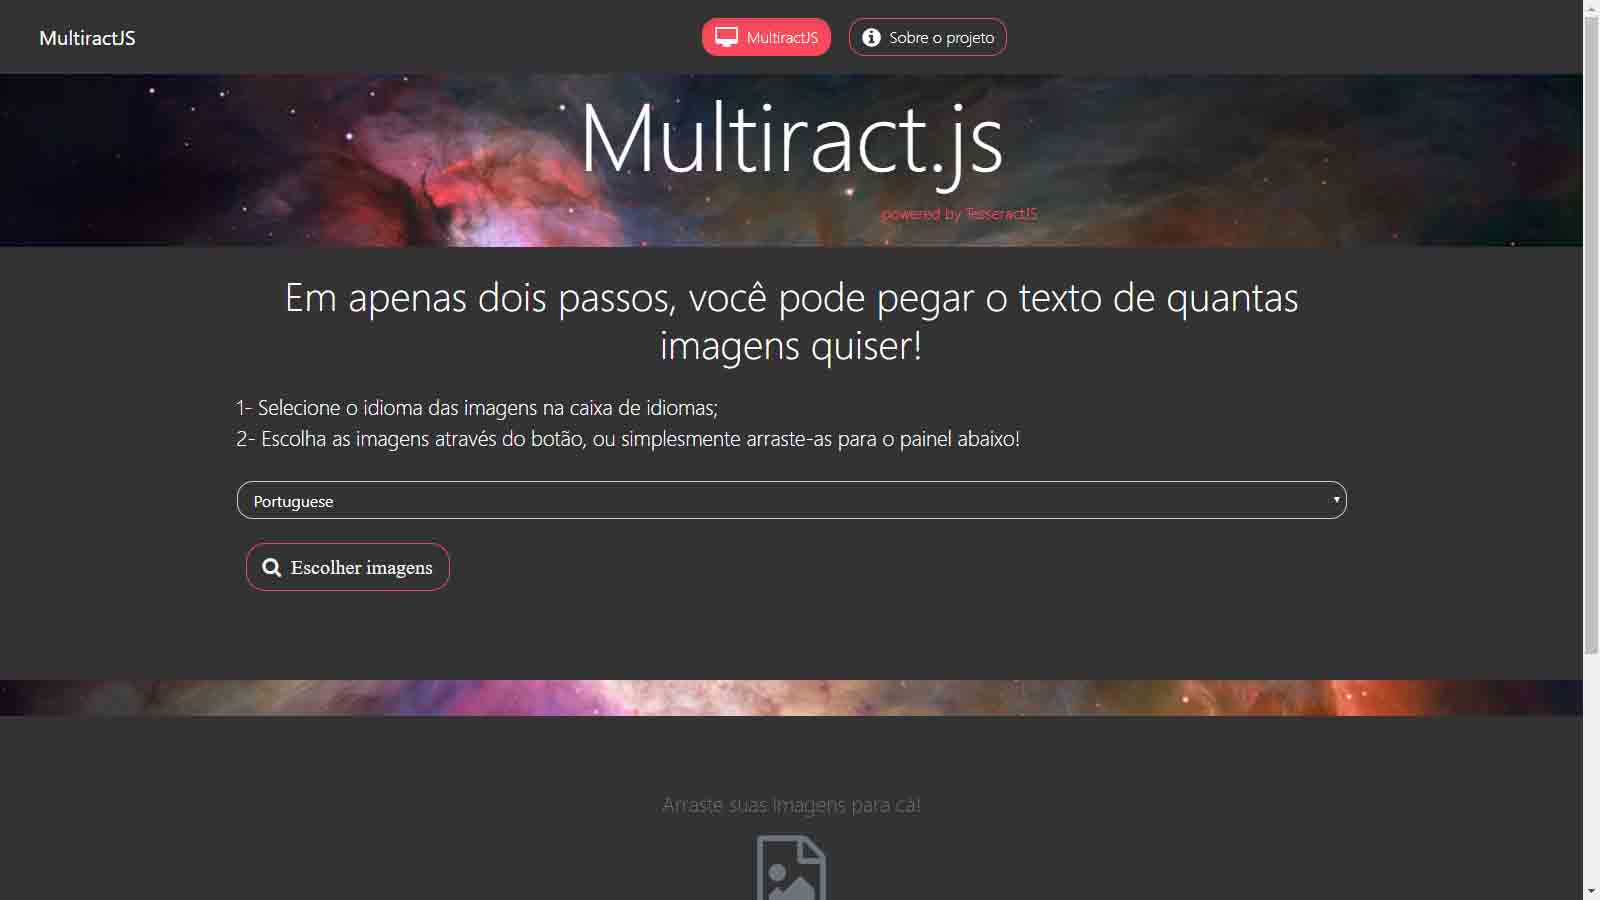 MultiractJS
MultiractJS
Sobre o projeto
Multiract.js
powered by TesseractJS
Em apenas dois passos, você pode pegar o texto de quantas
imagens quiser!
1- Selecione o idioma das imagens na caixa de idiomas;
2- Escolha as imagens através do botão, ou simplesmente arraste-as para o painel abaixo!
Portuguese
Escolher imagens
Arraste suas imagens para cá!